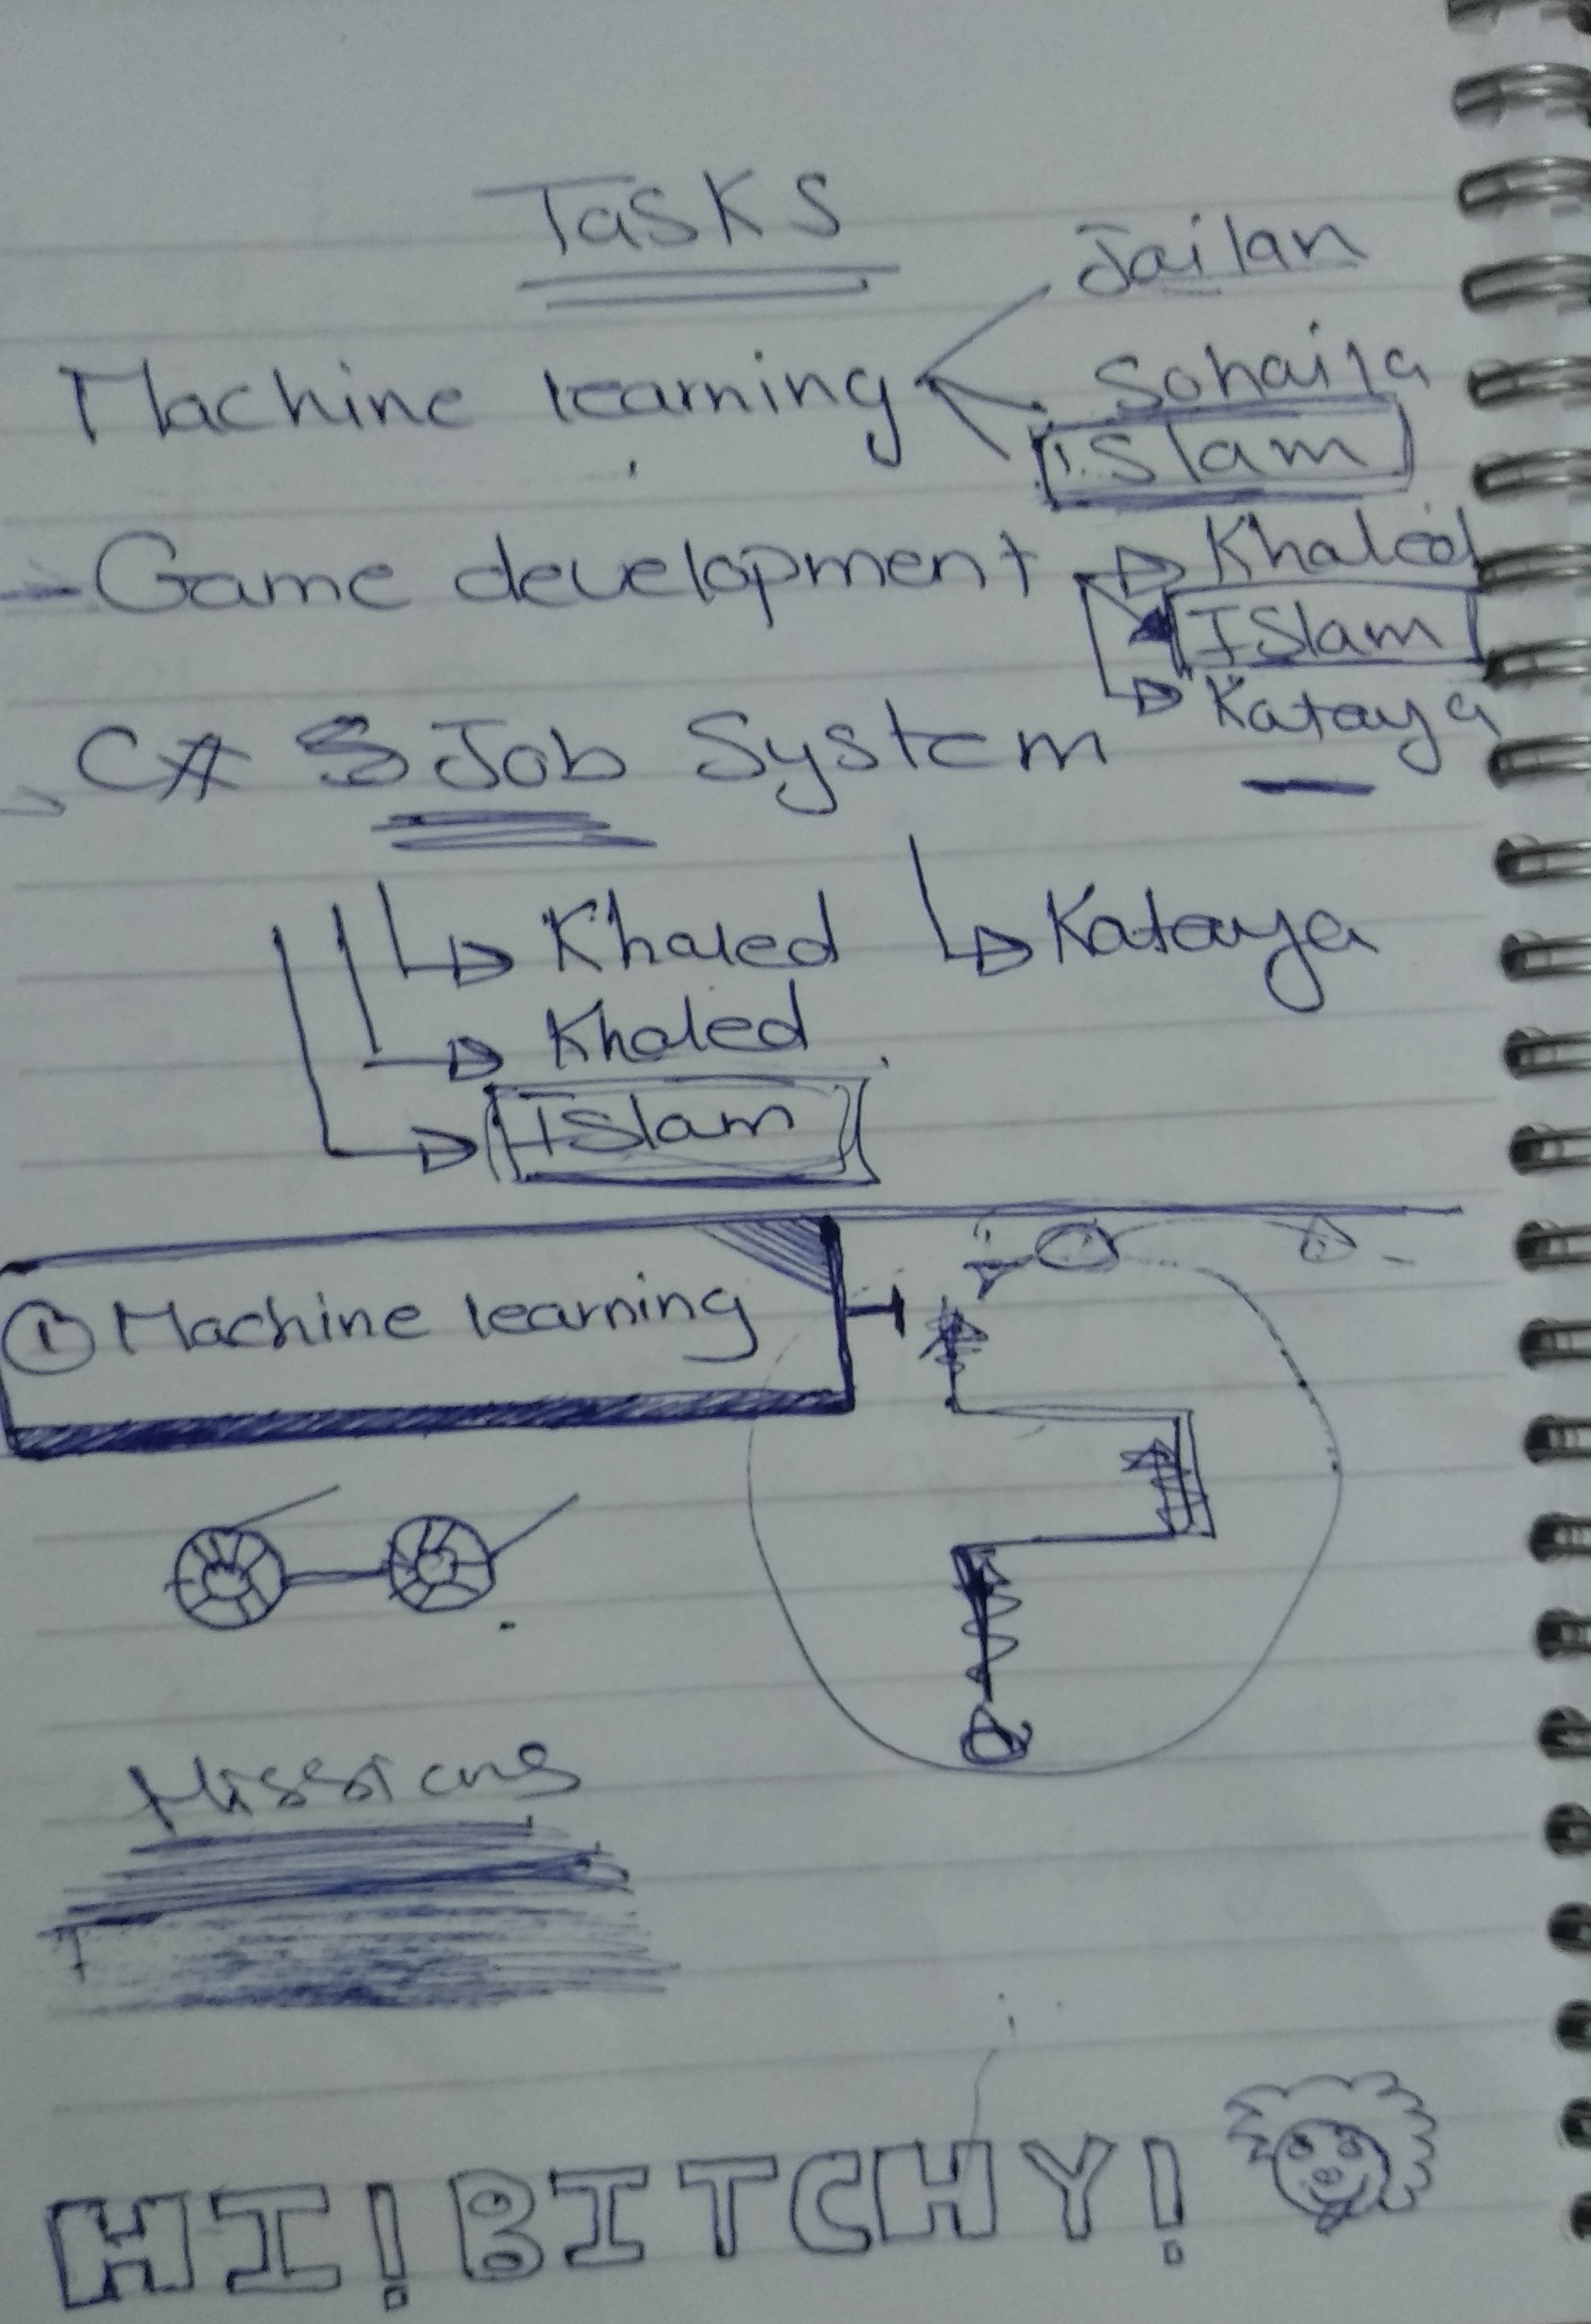 Tasks
Machine learning
Jailan
Sohaila
islam
Game development
Khaled
Islam
Kataya
C# Job System
Khaled
Kataya
Khaled
Islam
① Machine learning
Missions
HI! BITCHY!